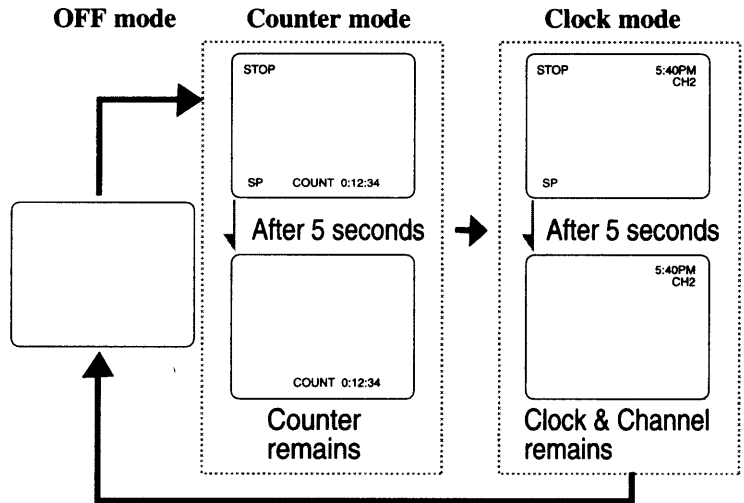 OFF mode
Counter mode
Clock mode
STOP
SP COUNT 0:12:34
After 5 seconds
COUNT 0:12:34
Counter
remains
STOP 5:40PM
CH2
SP
After 5 seconds
5:40PM
CH2
Clock & Channel
remains